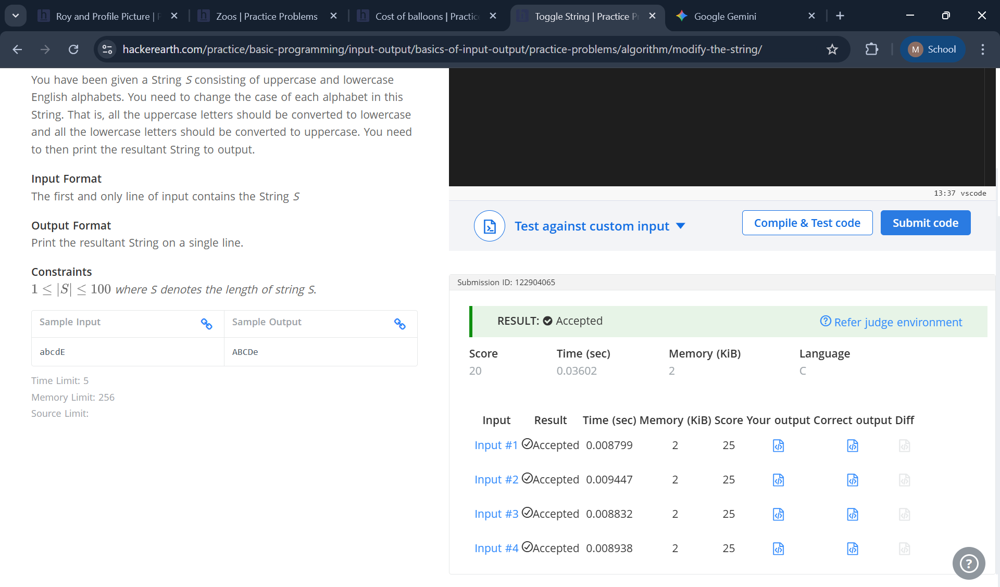 Roy and Profile Picture |
Zoos | Practice Problems
Cost of balloons | Practic
Toggle String | Practice P
Google Gemini
hackerearth.com/practice/basic-programming/input-output/basics-of-input-output/practice-problems/algorithm/modify-the-string/
M School
You have been given a String S consisting of uppercase and lowercase
English alphabets. You need to change the case of each alphabet in this
String. That is, all the uppercase letters should be converted to lowercase
and all the lowercase letters should be converted to uppercase. You need
to then print the resultant String to output.
Input Format
The first and only line of input contains the String S
Output Format
Print the resultant String on a single line.
Constraints
1 ≤ |S| ≤ 100 where S denotes the length of string S.
Sample Input
Sample Output
abcdE
ABCDe
Time Limit: 5
Memory Limit: 256
Source Limit:
13:37 vscode
Test against custom input
Compile & Test code
Submit code
Submission ID: 122904065
RESULT: Accepted
Refer judge environment
Score Time (sec) Memory (KiB) Language
20 0.03602 2 C
Input Result Time (sec) Memory (KiB) Score Your output Correct output Diff
Input #1 Accepted 0.008799 2 25
Input #2 Accepted 0.009447 2 25
Input #3 Accepted 0.008832 2 25
Input #4 Accepted 0.008938 2 25